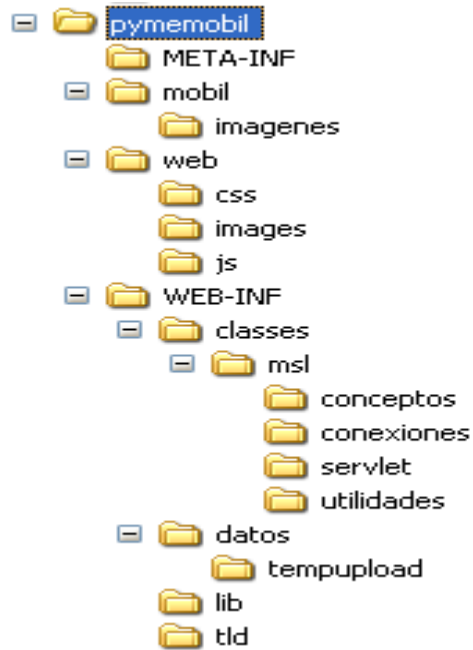 pymemobil
META-INF
mobil
imagenes
web
css
images
js
WEB-INF
classes
msl
conceptos
conexiones
servlet
utilidades
datos
tempupload
lib
tld